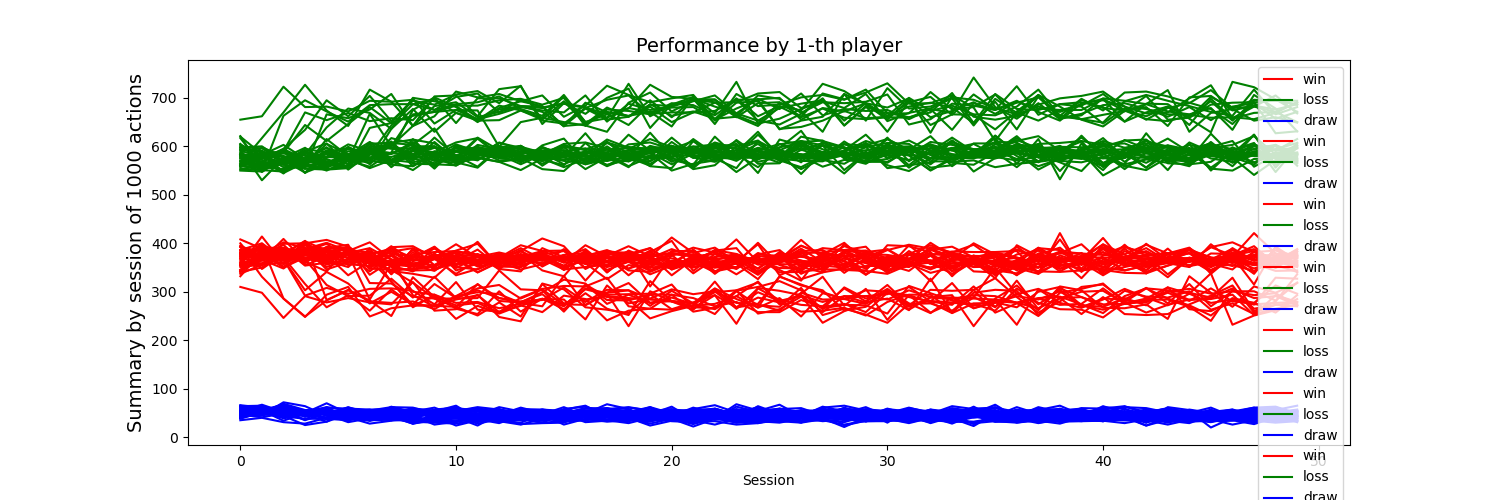 Performance by 1-th player
Summary by session of 1000 actions
700
600
500
400
300
200
100
0
0
10
20
30
40
50
Session
win
loss
draw
win
loss
draw
win
loss
draw
win
loss
draw
win
loss
draw
win
loss
draw
win
loss
draw